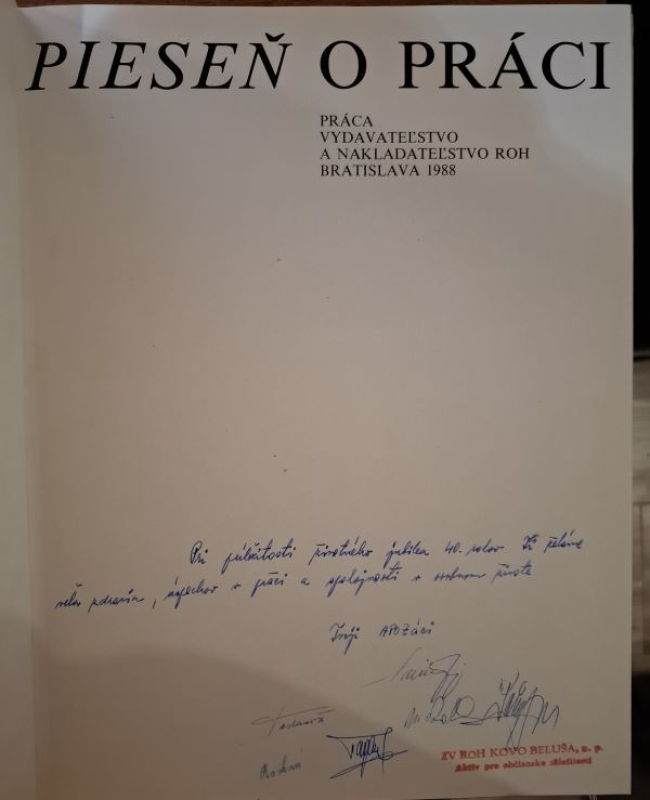 PIESEŇ O PRÁCI
PRÁCA
VYDAVATEĽSTVO
A NAKLADATEĽSTVO ROH
BRATISLAVA 1988
Pri príležitosti životného jubilea 40. rokov Ti želáme
veľa zdravia, úspechov v práci a spokojnosti v osobnom živote
Tvoji
ZV ROH KOVO BELUŠA, n. p.
Aktív pre občianske záležitosti